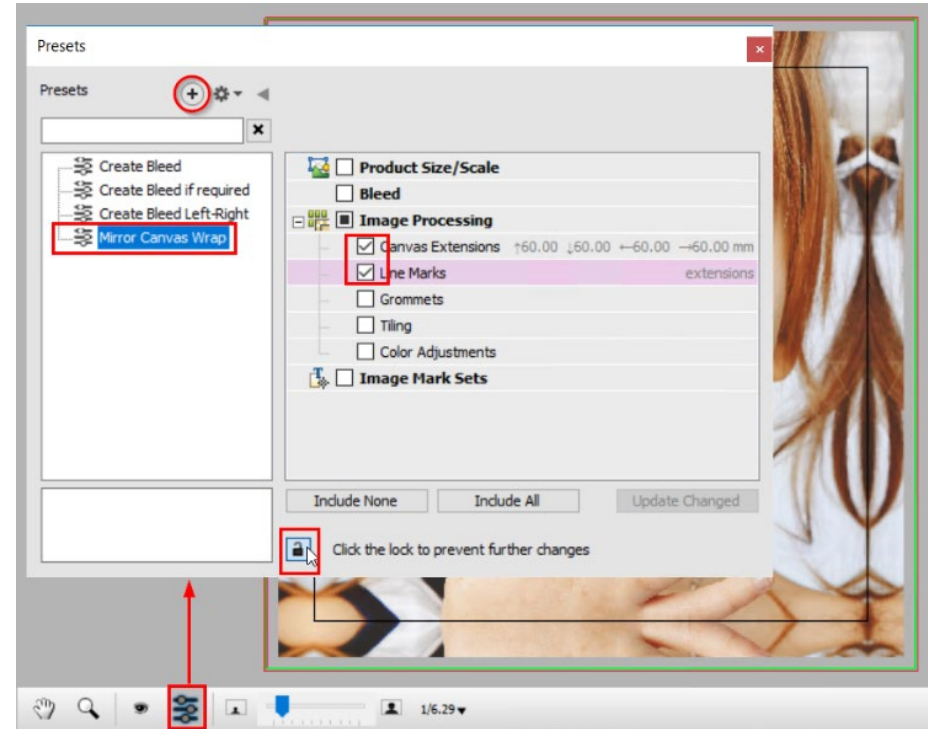 Presets
Presets
Create Bleed
Create Bleed if required
Create Bleed Left-Right
Mirror Canvas Wrap
Product Size/Scale
Bleed
Image Processing
Canvas Extensions ↑60.00 ↓60.00 ←60.00 →60.00 mm
Line Marks extensions
Grommets
Tiling
Color Adjustments
Image Mark Sets
Include None Include All Update Changed
Click the lock to prevent further changes
1/6.29